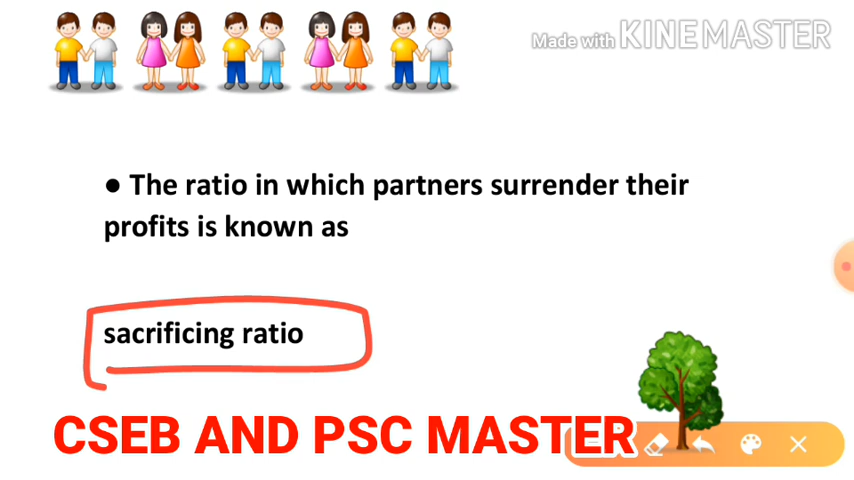 Made with KINEMASTER
● The ratio in which partners surrender their
profits is known as
sacrificing ratio
CSEB AND PSC MASTER